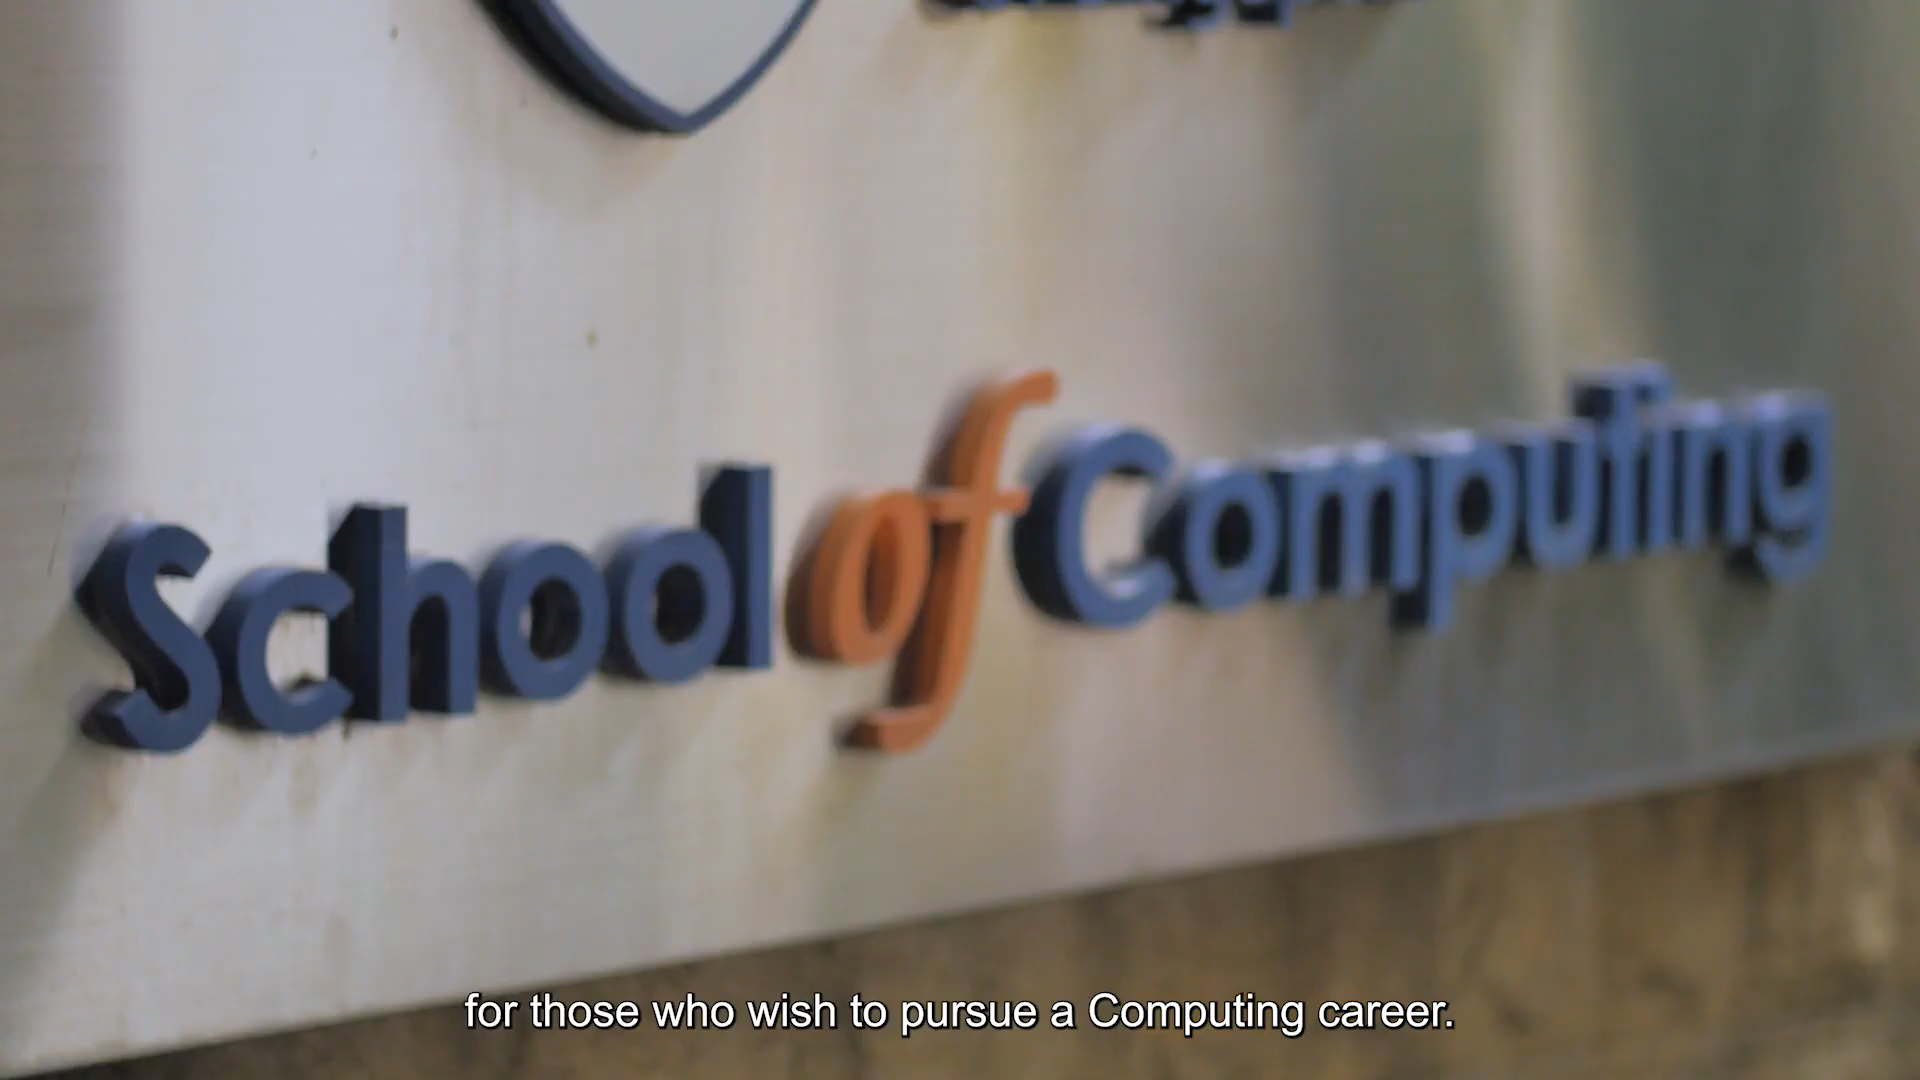 School of Computing
for those who wish to pursue a Computing career.